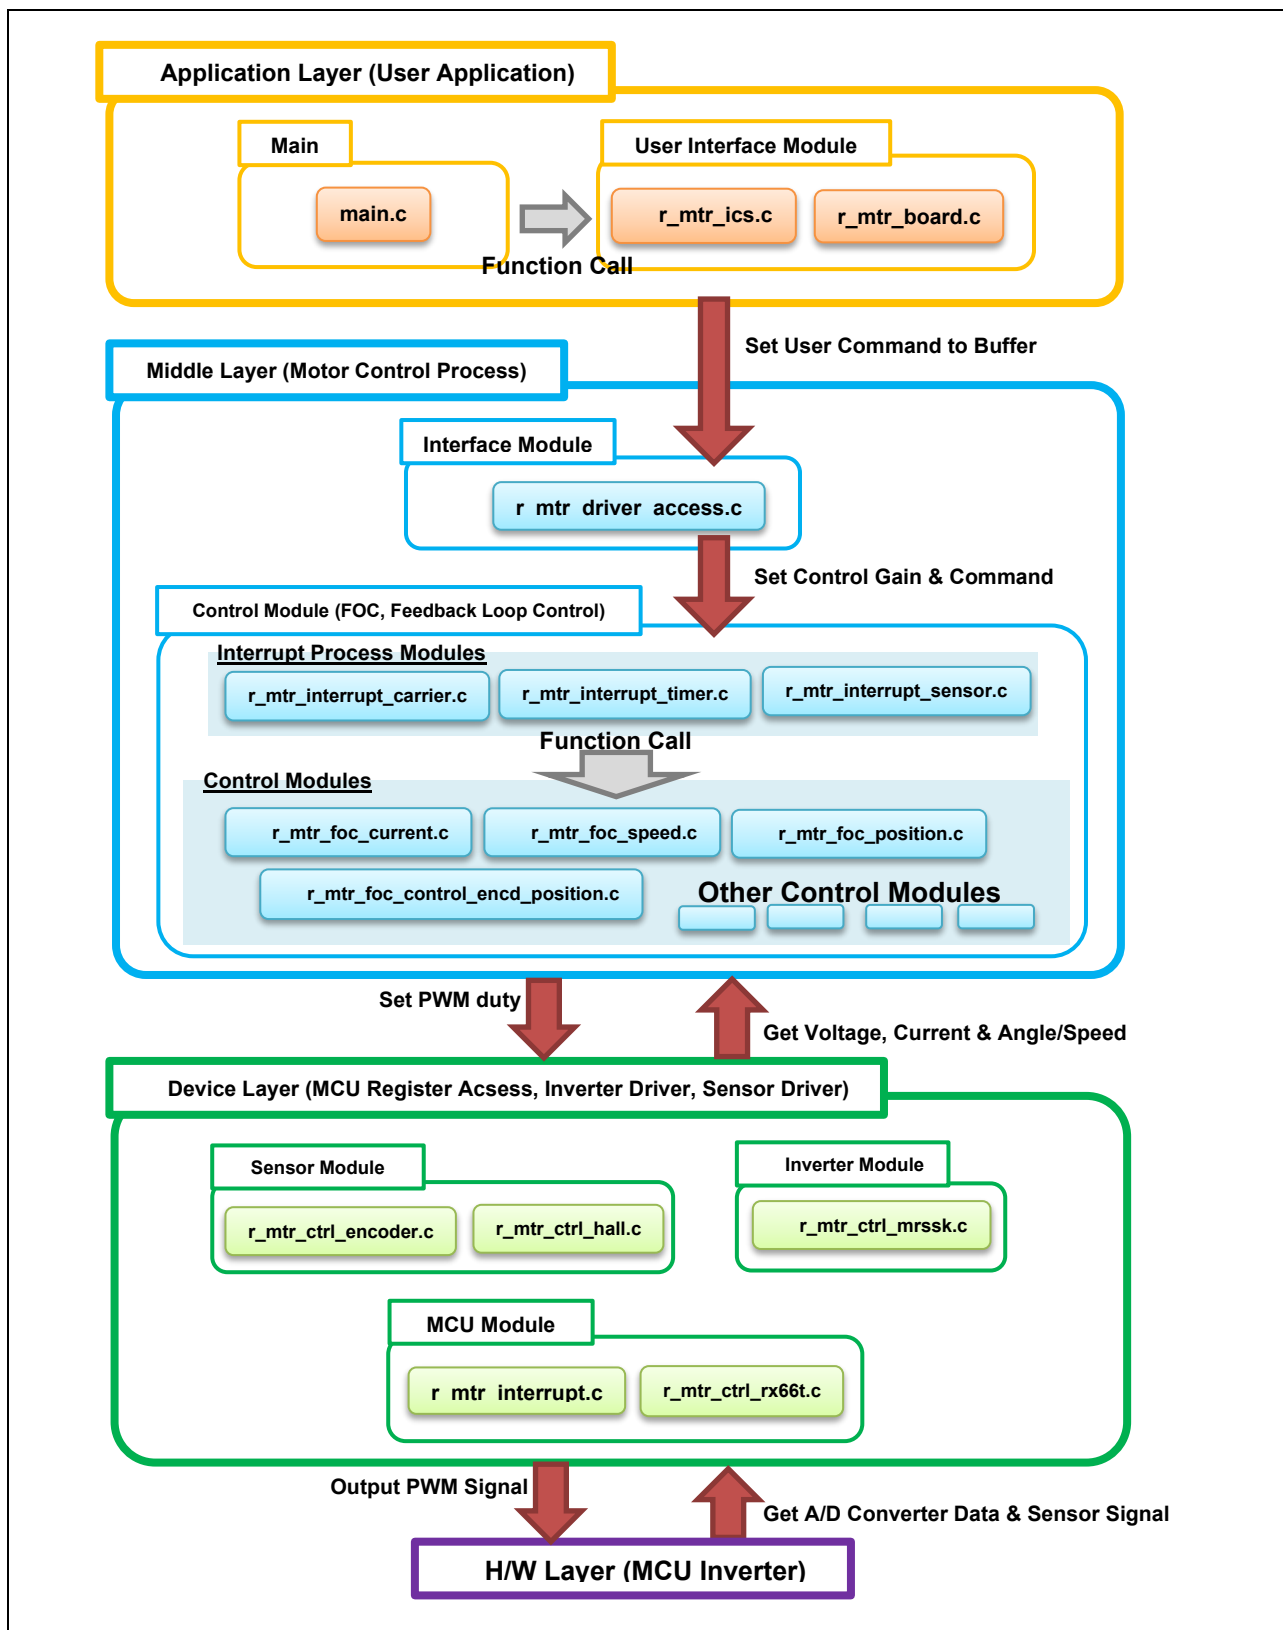 Application Layer (User Application)
Main
User Interface Module
main.c
r_mtr_ics.c
r_mtr_board.c
Function Call
Set User Command to Buffer
Middle Layer (Motor Control Process)
Interface Module
r_mtr_driver_access.c
Set Control Gain & Command
Control Module (FOC, Feedback Loop Control)
Interrupt Process Modules
r_mtr_interrupt_carrier.c
r_mtr_interrupt_timer.c
r_mtr_interrupt_sensor.c
Function Call
Control Modules
r_mtr_foc_current.c
r_mtr_foc_speed.c
r_mtr_foc_position.c
r_mtr_foc_control_encd_position.c
Other Control Modules
Set PWM duty
Get Voltage, Current & Angle/Speed
Device Layer (MCU Register Acsess, Inverter Driver, Sensor Driver)
Sensor Module
Inverter Module
r_mtr_ctrl_encoder.c
r_mtr_ctrl_hall.c
r_mtr_ctrl_mrssk.c
MCU Module
r_mtr_interrupt.c
r_mtr_ctrl_rx66t.c
Output PWM Signal
Get A/D Converter Data & Sensor Signal
H/W Layer (MCU Inverter)